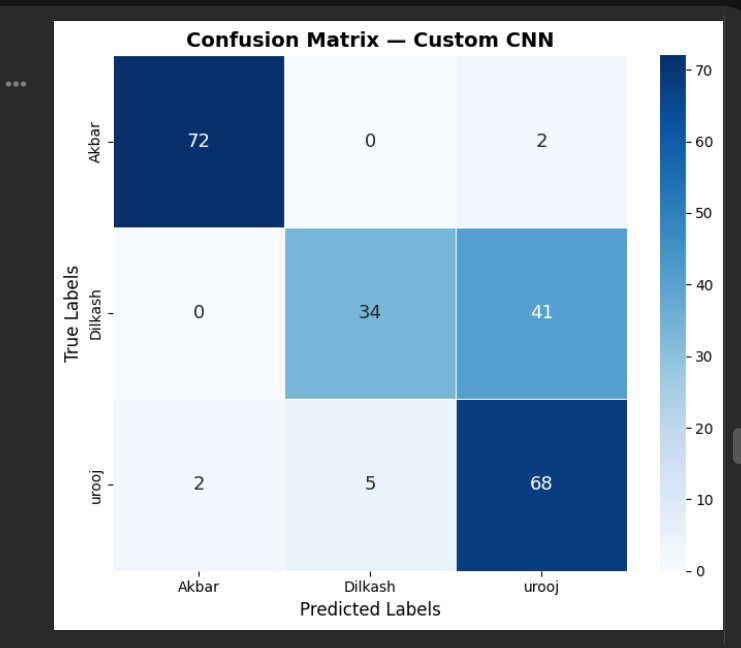 Confusion Matrix — Custom CNN
True Labels
Akbar
72 0 2
Dilkash
0 34 41
urooj
2 5 68
Akbar Dilkash urooj
Predicted Labels
70
60
50
40
30
20
10
0